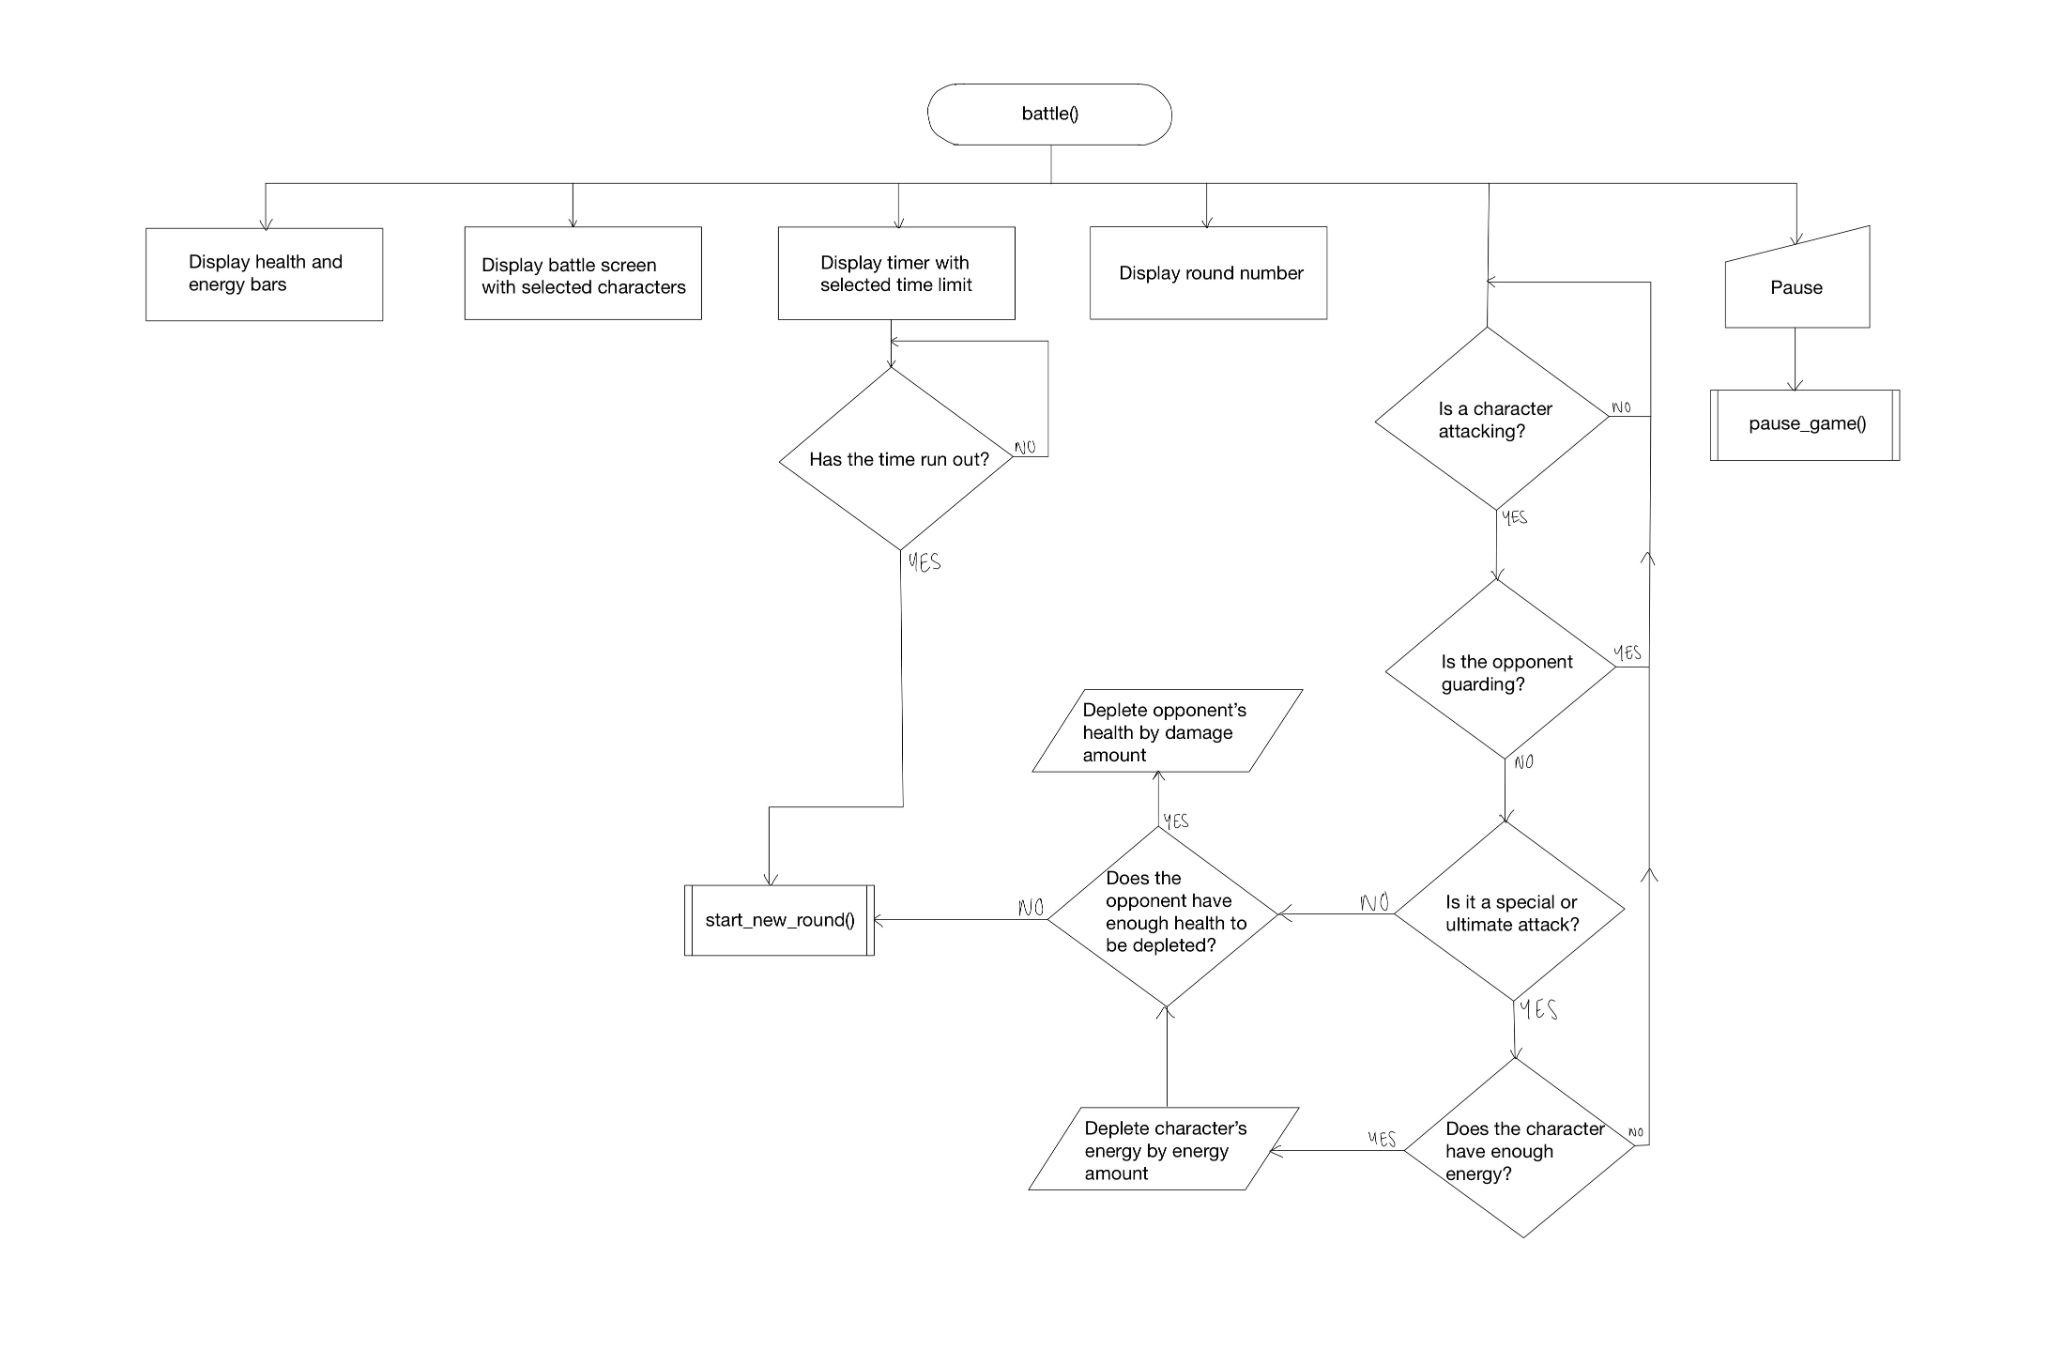 battle()
Display health and
energy bars
Display battle screen
with selected characters
Display timer with
selected time limit
Display round number
Pause
pause_game()
Is a character
attacking?
NO
YES
Has the time run out?
NO
YES
Is the opponent
guarding?
YES
NO
Deplete opponent's
health by damage
amount
YES
Does the
opponent have
enough health to
be depleted?
NO
start_new_round()
Is it a special or
ultimate attack?
NO
YES
Does the character
have enough
energy?
NO
YES
Deplete character's
energy by energy
amount